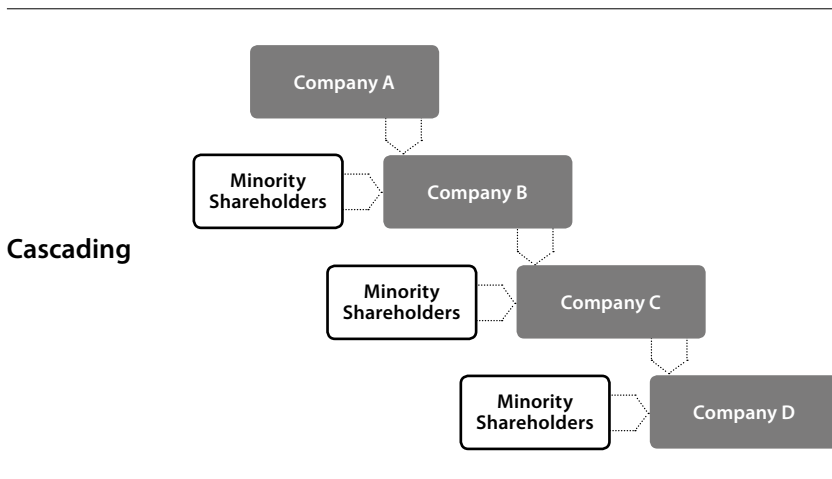 Company A
Minority
Shareholders
Company B
Cascading
Minority
Shareholders
Company C
Minority
Shareholders
Company D